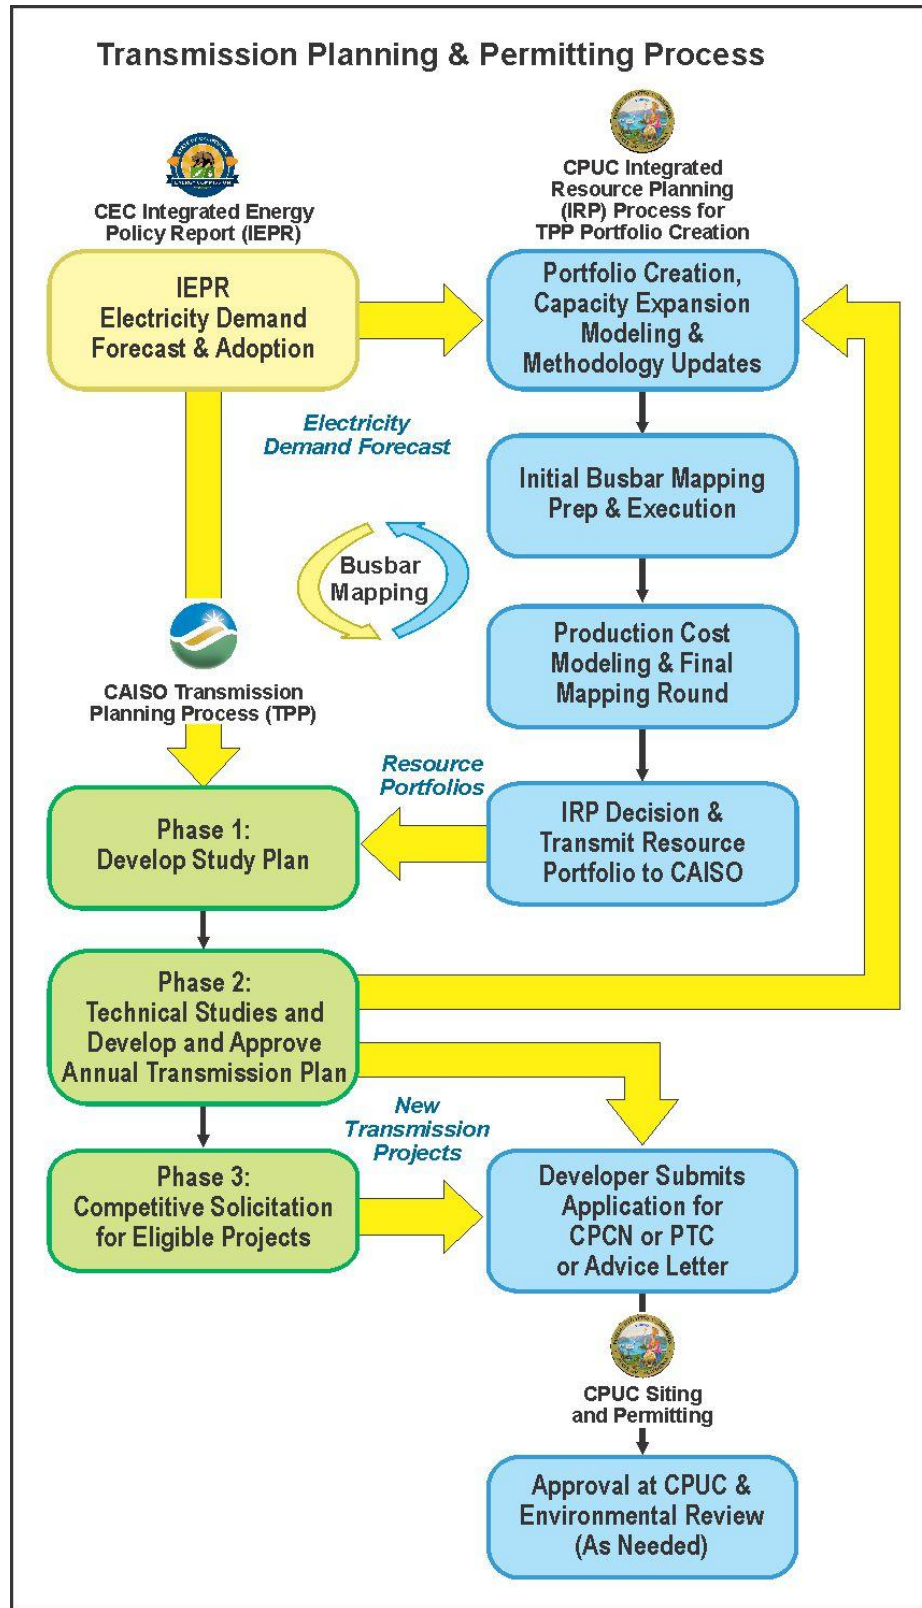 Transmission Planning & Permitting Process
CEC Integrated Energy
Policy Report (IEPR)
CPUC Integrated
Resource Planning
(IRP) Process for
TPP Portfolio Creation
IEPR
Electricity Demand
Forecast & Adoption
Portfolio Creation,
Capacity Expansion
Modeling &
Methodology Updates
Electricity
Demand Forecast
Initial Busbar Mapping
Prep & Execution
Busbar
Mapping
Production Cost
Modeling & Final
Mapping Round
CAISO Transmission
Planning Process (TPP)
Resource
Portfolios
Phase 1:
Develop Study Plan
IRP Decision &
Transmit Resource
Portfolio to CAISO
Phase 2:
Technical Studies and
Develop and Approve
Annual Transmission Plan
New
Transmission
Projects
Phase 3:
Competitive Solicitation
for Eligible Projects
Developer Submits
Application for
CPCN or PTC
or Advice Letter
CPUC Siting
and Permitting
Approval at CPUC &
Environmental Review
(As Needed)